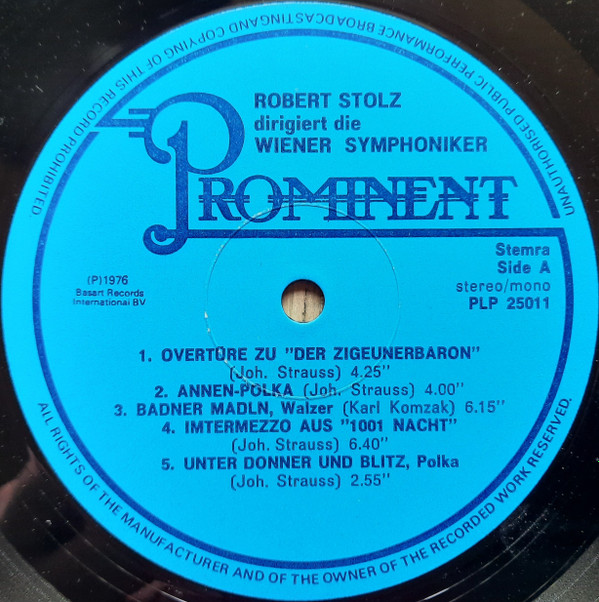 ROBERT STOLZ
dirigiert die
WIENER SYMPHONIKER
PROMINENT
Stemra
Side A
stereo/mono
PLP 25011
(P)1976
Basart Records
International BV
1. OVERTÜRE ZU "DER ZIGEUNERBARON"
(Joh. Strauss) 4.25"
2. ANNEN-POLKA (Joh. Strauss) 4.00"
3. BADNER MADLN, Walzer (Karl Komzak) 6.15"
4. IMTERMEZZO AUS "1001 NACHT"
(Joh. Strauss) 6.40"
5. UNTER DONNER UND BLITZ, Polka
(Joh. Strauss) 2.55"
ALL RIGHTS OF THE MANUFACTURER AND OF THE OWNER OF THE RECORDED WORK RESERVED.
UNAUTHORISED PUBLIC PERFORMANCE BROADCASTINGAND COPYING OF THIS RECORD PROHIBITED.